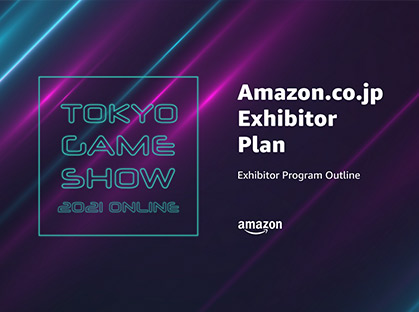 TOKYO
GAME
SHOW
2021 ONLINE
Amazon.co.jp
Exhibitor
Plan
Exhibitor Program Outline
amazon